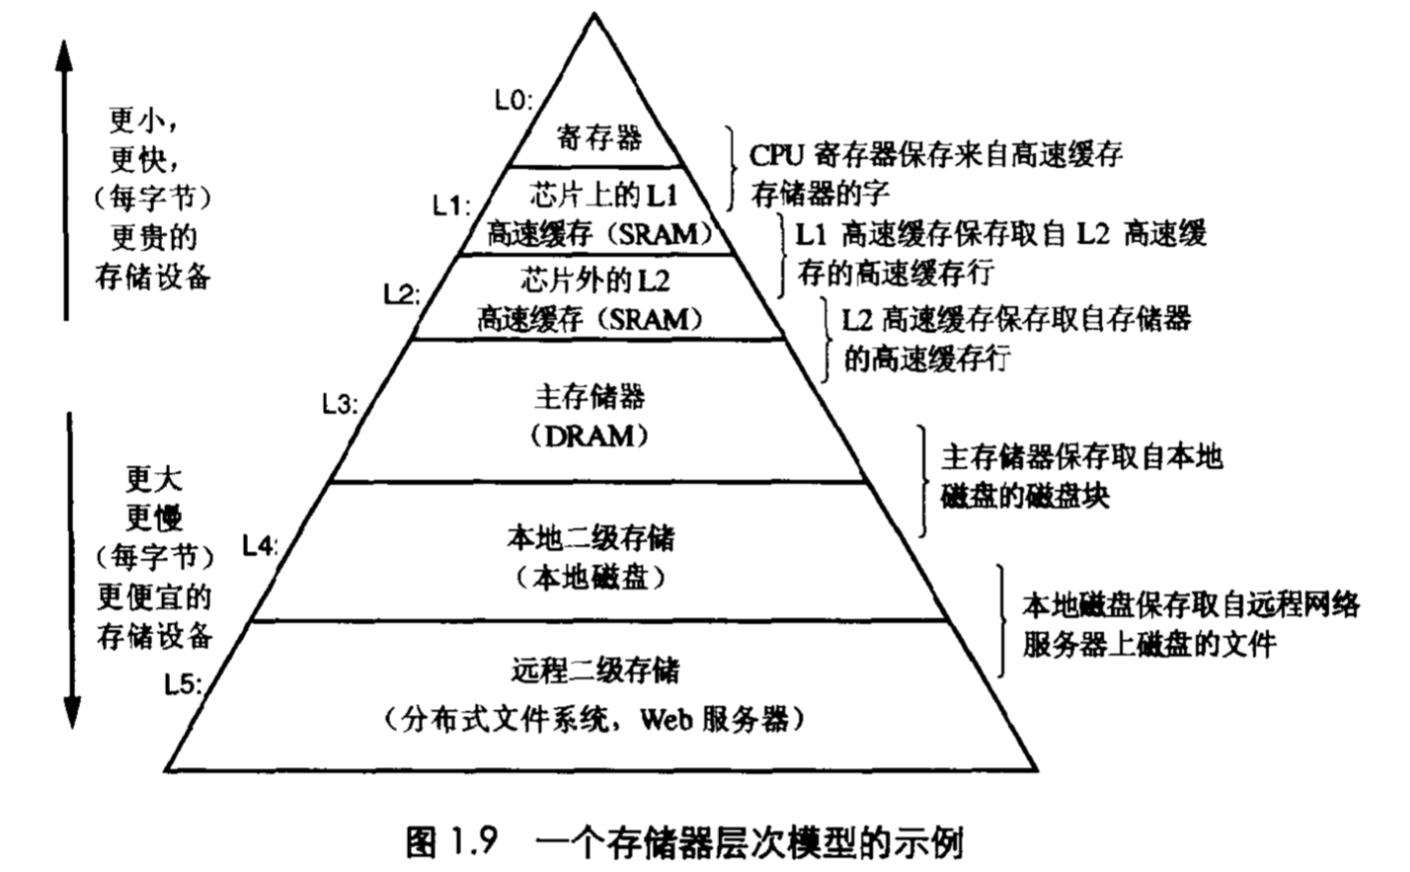 L0:
寄存器
L1:
芯片上的L1
高速缓存（SRAM）
L2:
芯片外的L2
高速缓存（SRAM）
L3:
主存储器
（DRAM）
L4:
本地二级存储
（本地磁盘）
L5:
远程二级存储
（分布式文件系统，Web 服务器）
更小，
更快，
（每字节）
更贵的
存储设备
更大
更慢
（每字节）
更便宜的
存储设备
CPU 寄存器保存来自高速缓存
存储器的字
L1 高速缓存保存取自 L2 高速缓
存的高速缓存行
L2 高速缓存保存取自存储器
的高速缓存行
主存储器保存取自本地
磁盘的磁盘块
本地磁盘保存取自远程网络
服务器上磁盘的文件
图 1.9 一个存储器层次模型的示例